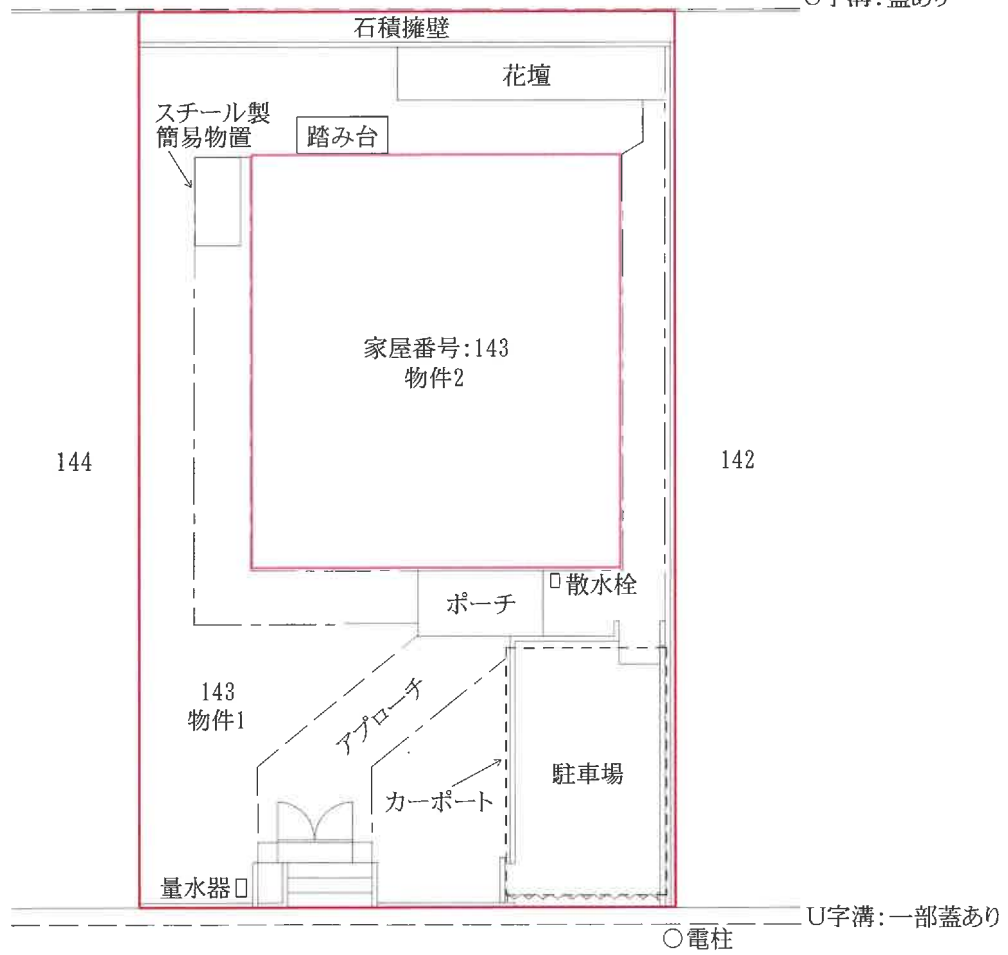 U字溝：蓋あり
石積擁壁
花壇
スチール製
簡易物置
踏み台
家屋番号：143
物件2
144
142
散水栓
ポーチ
143
物件1
アプローチ
カーポート
駐車場
量水器
U字溝：一部蓋あり
電柱